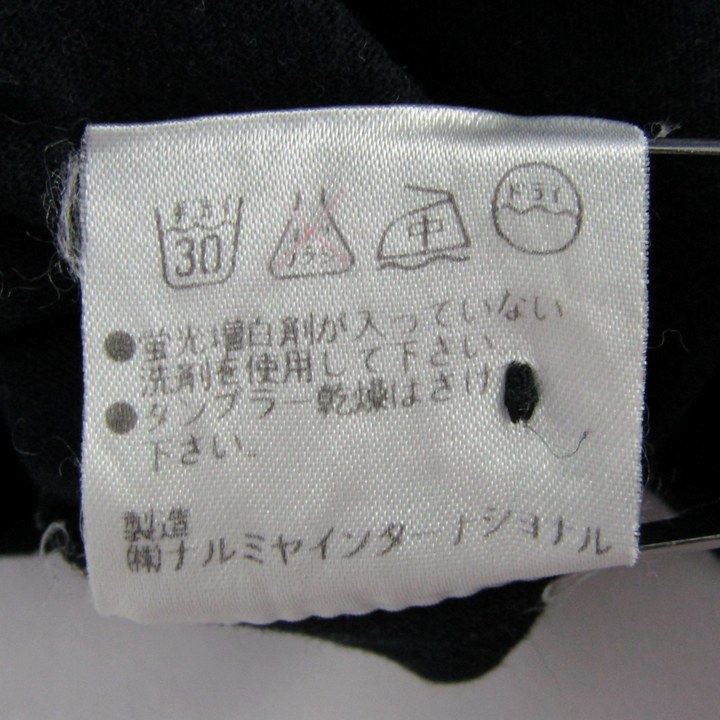 ネット 30 エンソサラシ 中 ドライ
●蛍光増白剤が入っていない
洗剤を使用して下さい。
●タンブラー乾燥はさけ
下さい。
製造
㈱ナルミヤインターナショナル